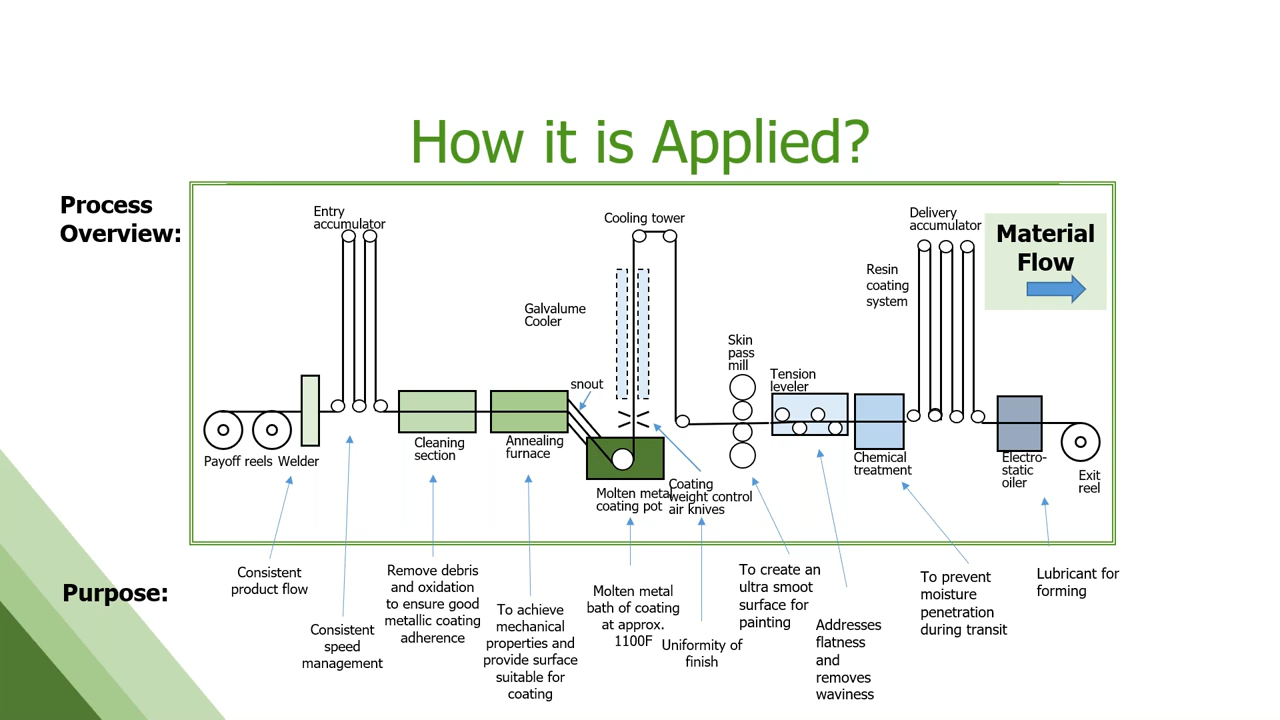 How it is Applied?
Process
Overview:
Entry
accumulator
Cooling tower
Delivery
accumulator
Material
Flow
Resin
coating
system
Galvalume
Cooler
Skin
pass
mill
Tension
leveler
snout
Payoff reels Welder
Cleaning
section
Annealing
furnace
Molten metal
coating pot
Coating
weight control
air knives
Chemical
treatment
Electro-
static
oiler
Exit
reel
Purpose:
Consistent
product flow
Consistent
speed
management
Remove debris
and oxidation
to ensure good
metallic coating
adherence
To achieve
mechanical
properties and
provide surface
suitable for
coating
Molten metal
bath of coating
at approx.
1100F
Uniformity of
finish
To create an
ultra smoot
surface for
painting
Addresses
flatness
and
removes
waviness
To prevent
moisture
penetration
during transit
Lubricant for
forming